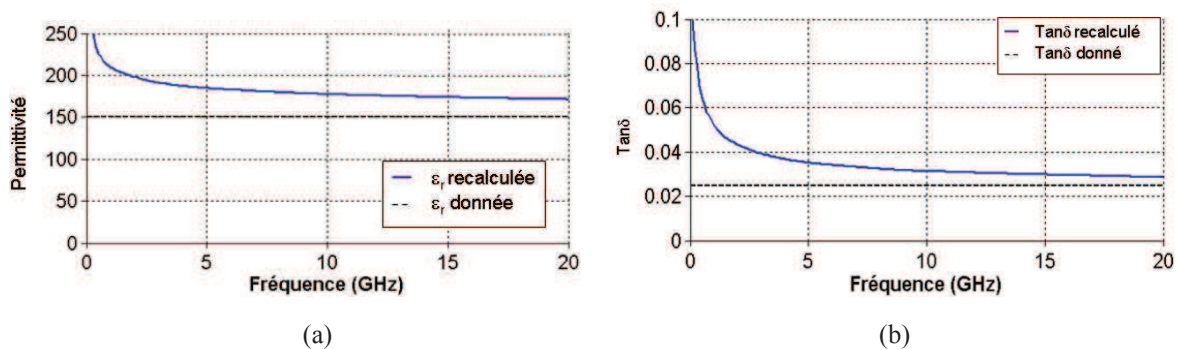 250
200
150
100
50
0
Permittivité
εr recalculée
εr donnée
0 5 10 15 20
Fréquence (GHz)
(a)
0.1
0.08
0.06
0.04
0.02
0
Tanδ
Tanδ recalculé
Tanδ donné
0 5 10 15 20
Fréquence (GHz)
(b)